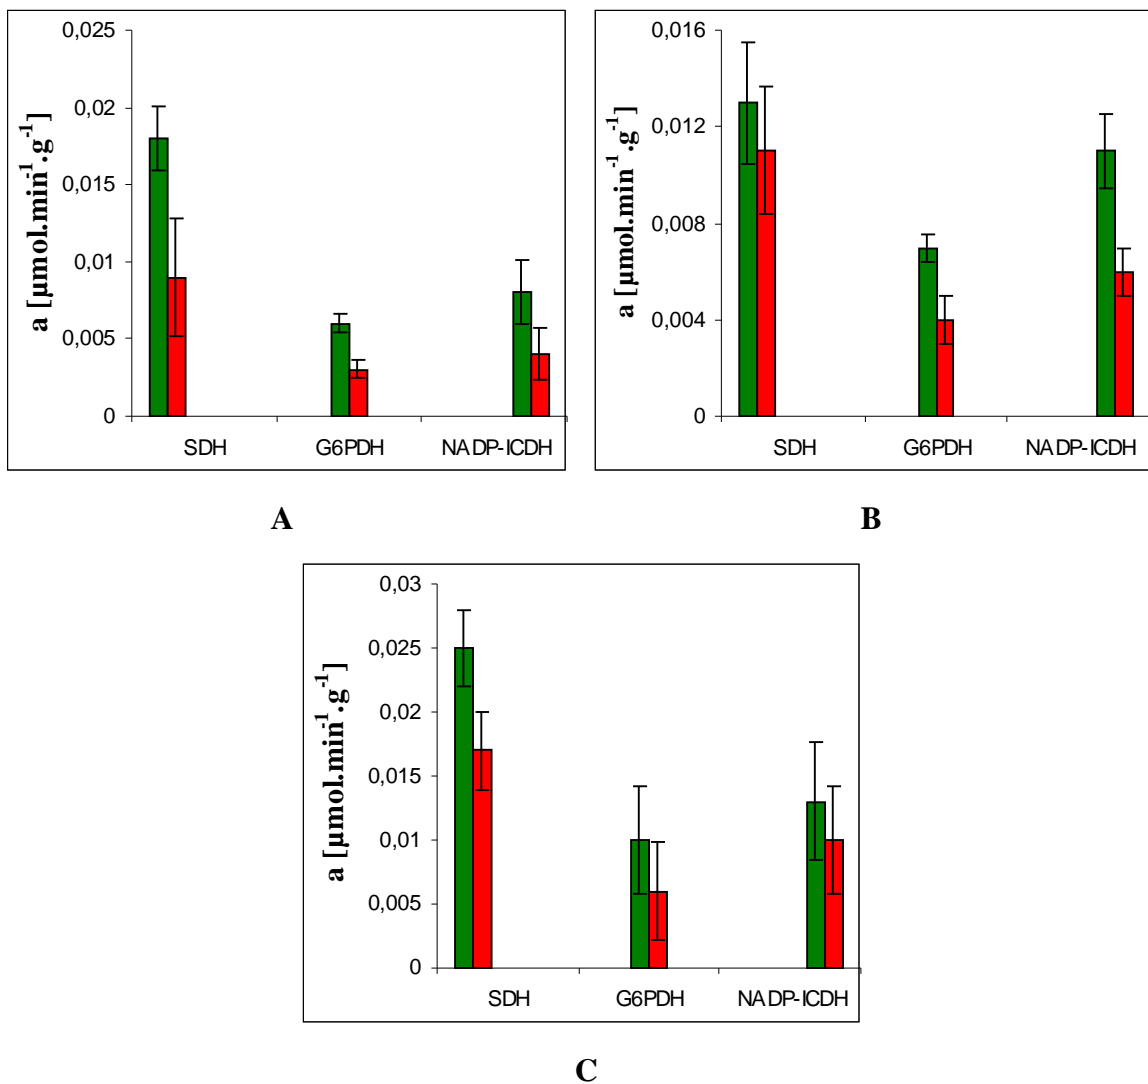 0,025
0,02
0,015
0,01
0,005
0
a [µmol.min⁻¹.g⁻¹]
SDH G6PDH NADP-ICDH
A
0,016
0,012
0,008
0,004
0
a [µmol.min⁻¹.g⁻¹]
SDH G6PDH NADP-ICDH
B
0,03
0,025
0,02
0,015
0,01
0,005
0
a [µmol.min⁻¹.g⁻¹]
SDH G6PDH NADP-ICDH
C